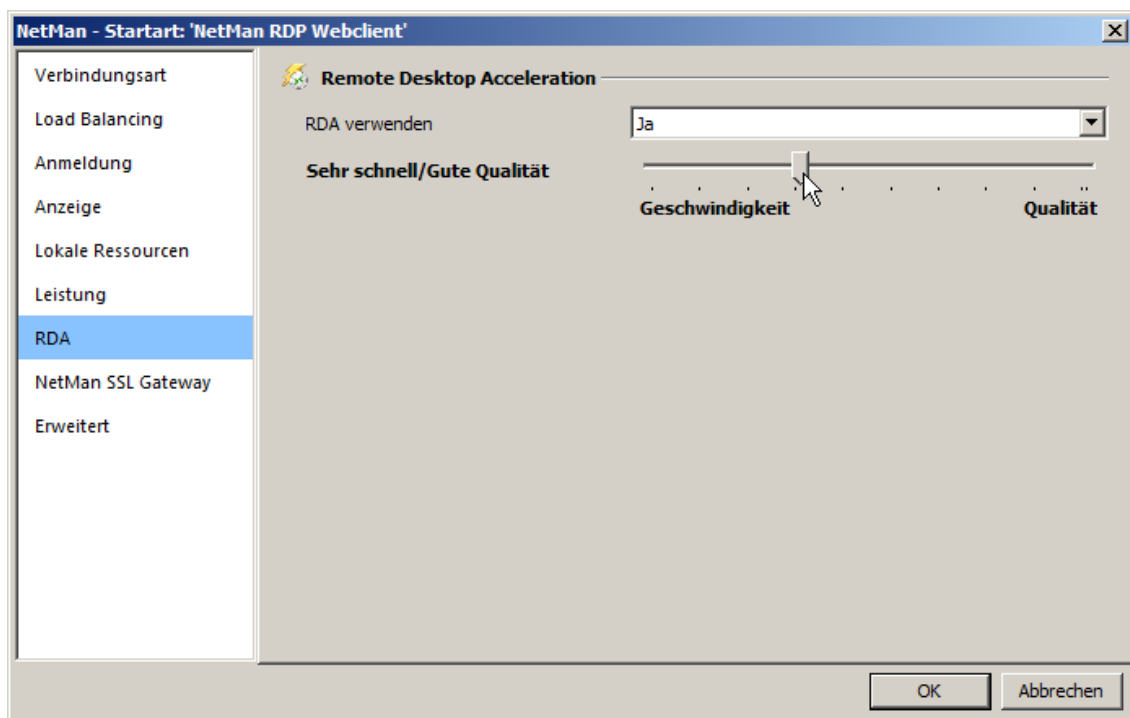 NetMan - Startart: 'NetMan RDP Webclient'
Verbindungsart
Load Balancing
Anmeldung
Anzeige
Lokale Ressourcen
Leistung
RDA
NetMan SSL Gateway
Erweitert
Remote Desktop Acceleration
RDA verwenden
Ja
Sehr schnell/Gute Qualität
Geschwindigkeit
Qualität
OK
Abbrechen